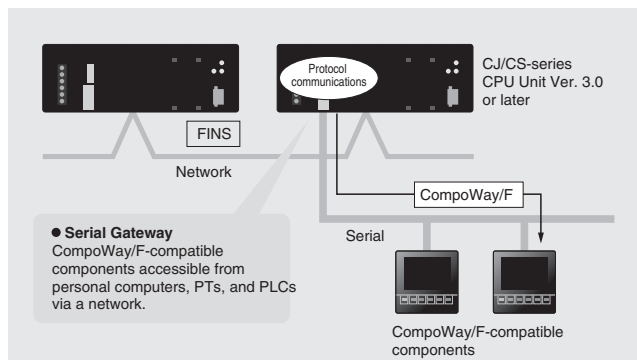 Protocol
communications
CJ/CS-series
CPU Unit Ver. 3.0
or later
FINS
Network
CompoWay/F
● Serial Gateway
CompoWay/F-compatible
components accessible from
personal computers, PTs, and PLCs
via a network.
Serial
CompoWay/F-compatible
components